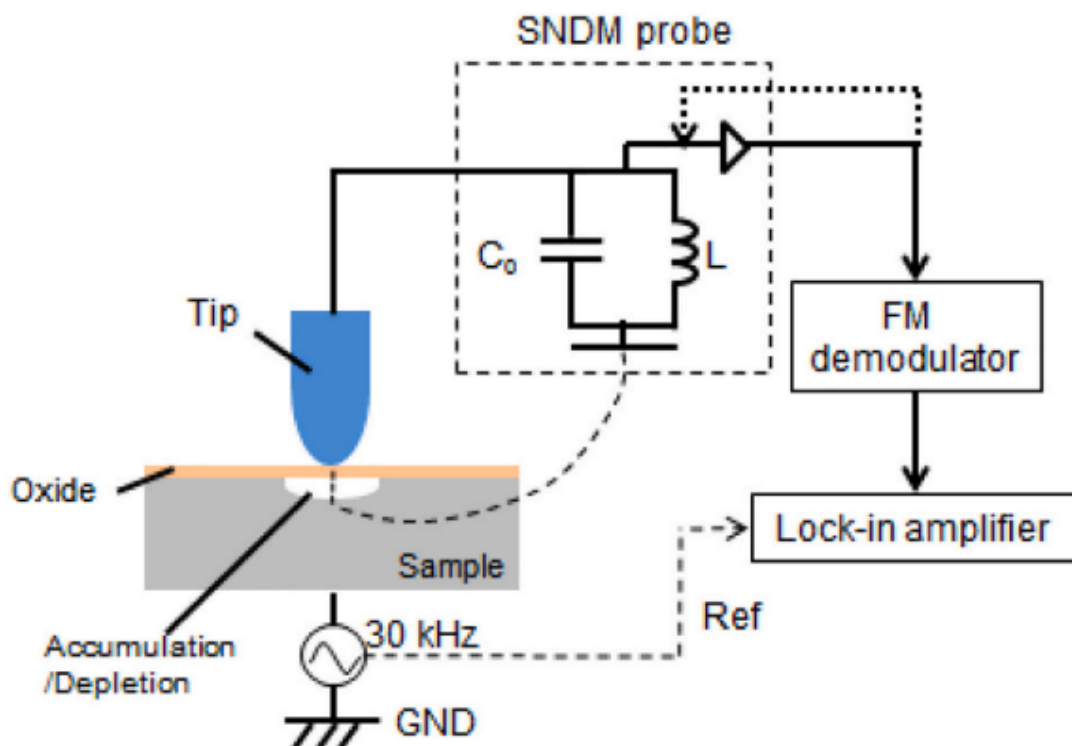 SNDM probe
C₀
L
Tip
FM
demodulator
Oxide
Lock-in amplifier
Sample
Ref
30 kHz
Accumulation
/Depletion
GND